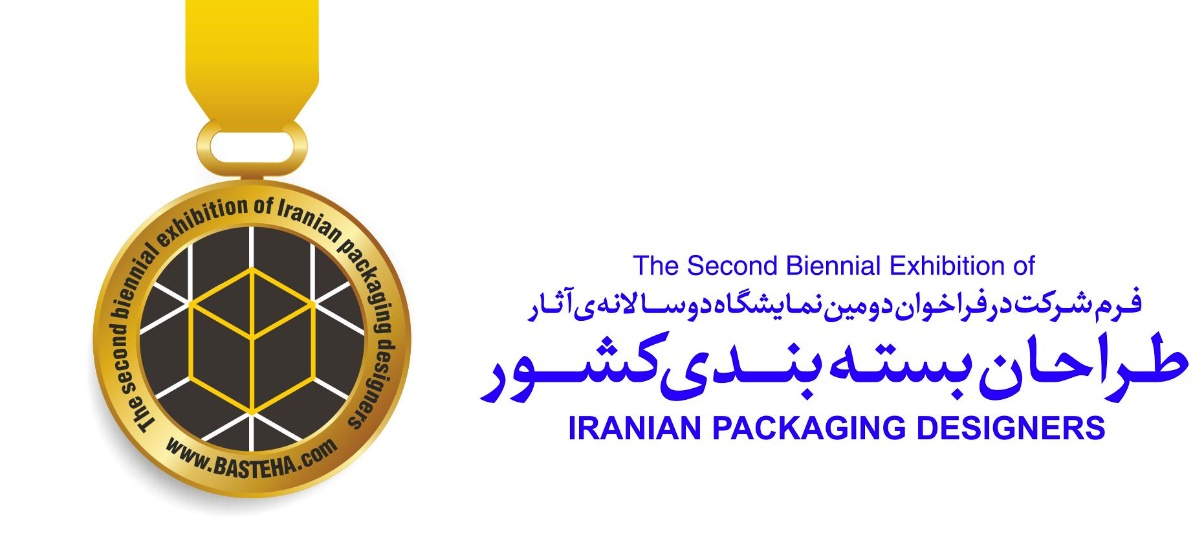 The second biennial exhibition of Iranian packaging designers
www.BASTEHA.com
The Second Biennial Exhibition of
فرم شرکت در فراخوان دومین نمایشگاه دوسالانه‌ی آثار
طراحان بسته بندی کشور
IRANIAN PACKAGING DESIGNERS